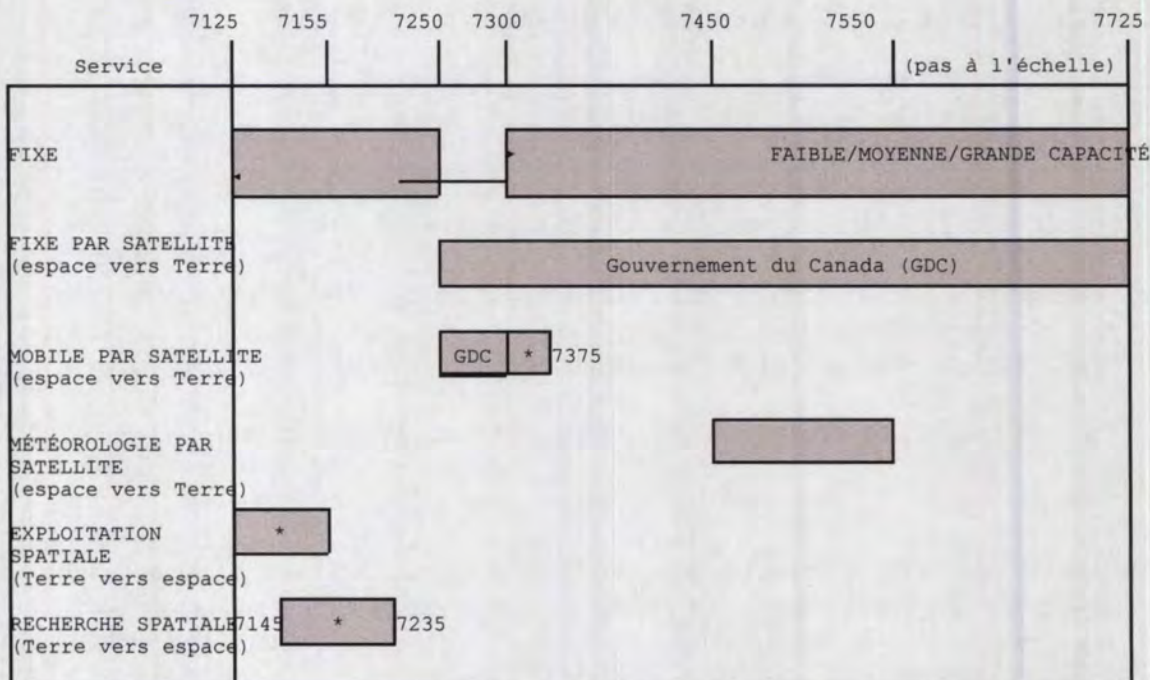 7125 7155 7250 7300 7450 7550 7725
Service (pas à l'échelle)
FIXE FAIBLE/MOYENNE/GRANDE CAPACITÉ
FIXE PAR SATELLITE
(espace vers Terre) Gouvernement du Canada (GDC)
MOBILE PAR SATELLITE GDC * 7375
(espace vers Terre)
MÉTÉOROLOGIE PAR
SATELLITE
(espace vers Terre)
EXPLOITATION *
SPATIALE
(Terre vers espace)
RECHERCHE SPATIALE 7145 * 7235
(Terre vers espace)